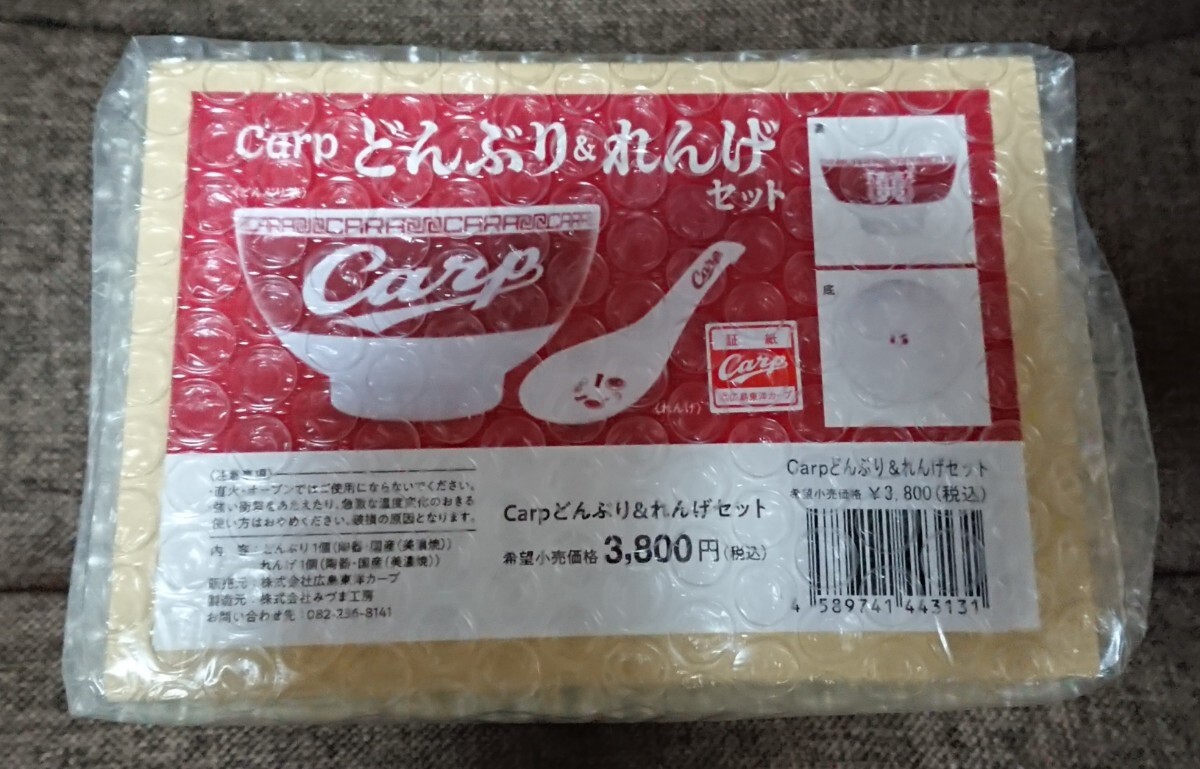 Carp どんぶり&れんげ
セット
CARP CARP CARP
Carp
Carp
〈れんげ〉
証紙
Carp
©広島東洋カープ
裏
底
〈注意事項〉
・直火・オーブンではご使用にならないでください。
・強い衝撃をあたえたり、急激な温度変化のおきる
使い方はおやめください。破損の原因となります。
内 容:どんぶり1個(陶器・国産(美濃焼))
れんげ1個(陶器・国産(美濃焼))
販売元:株式会社広島東洋カープ
製造元:株式会社みづま工房
お問い合わせ先:082-236-8141
Carpどんぶり&れんげセット
希望小売価格 3,800円(税込)
Carpどんぶり&れんげセット
希望小売価格 ¥3,800(税込)
4 589741 443131